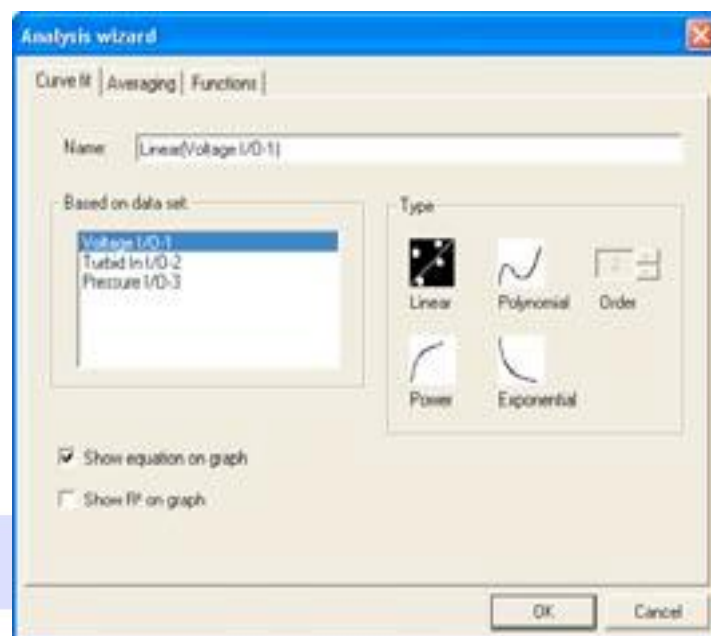 Analysis wizard
Curve fit Averaging Functions
Name: Linear(Voltage I/O-1)
Based on data set
Voltage I/O-1
Turbid In I/O-2
Pressure I/O-3
Type
Linear Polynomial Order
Power Exponential
Show equation on graph
Show R² on graph
OK Cancel